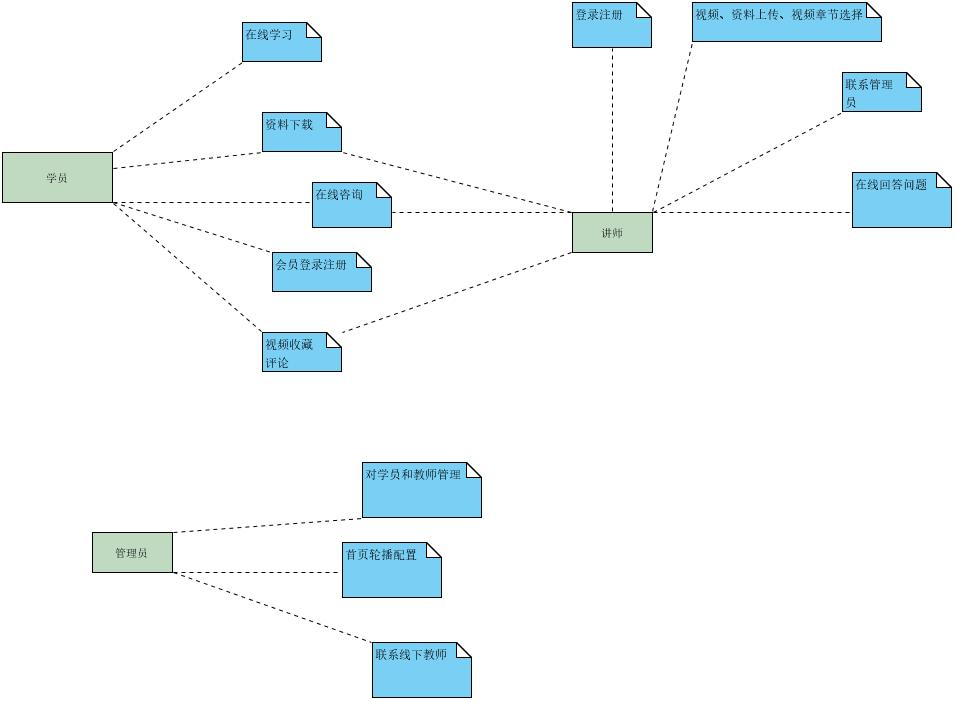 登录注册
视频、资料上传、视频章节选择
在线学习
联系管理
员
资料下载
学员
在线咨询
在线回答问题
讲师
会员登录注册
视频收藏
评论
对学员和教师管理
管理员
首页轮播配置
联系线下教师